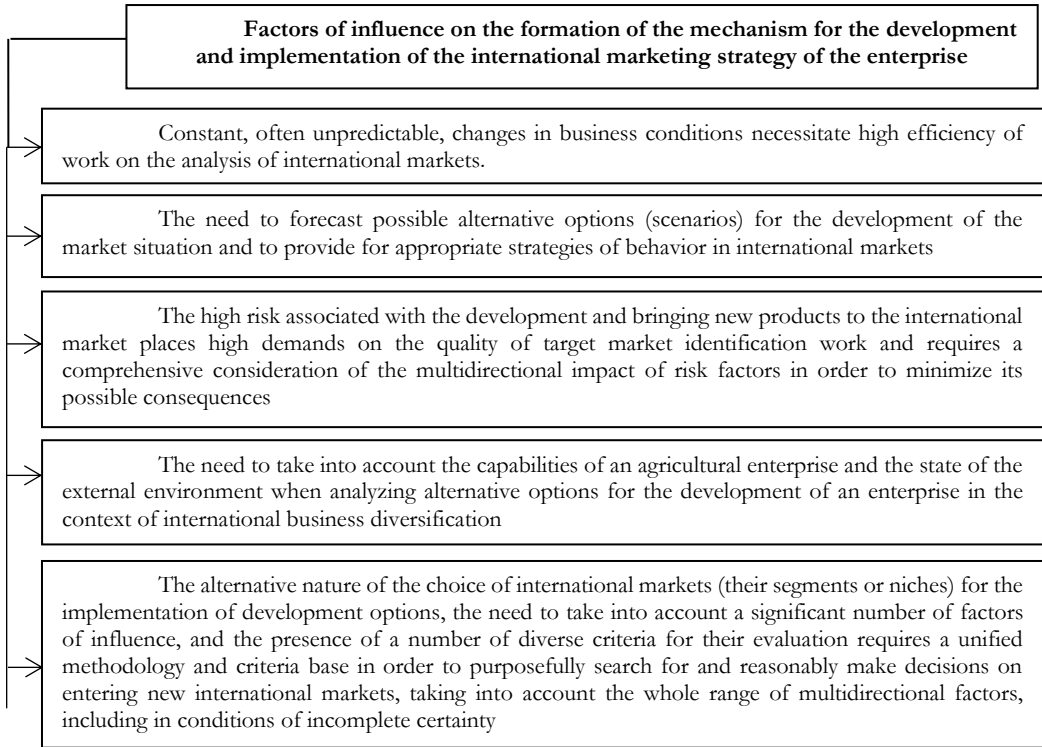 Factors of influence on the formation of the mechanism for the development
and implementation of the international marketing strategy of the enterprise
Constant, often unpredictable, changes in business conditions necessitate high efficiency of
work on the analysis of international markets.
The need to forecast possible alternative options (scenarios) for the development of the
market situation and to provide for appropriate strategies of behavior in international markets
The high risk associated with the development and bringing new products to the international
market places high demands on the quality of target market identification work and requires a
comprehensive consideration of the multidirectional impact of risk factors in order to minimize its
possible consequences
The need to take into account the capabilities of an agricultural enterprise and the state of the
external environment when analyzing alternative options for the development of an enterprise in the
context of international business diversification
The alternative nature of the choice of international markets (their segments or niches) for the
implementation of development options, the need to take into account a significant number of factors
of influence, and the presence of a number of diverse criteria for their evaluation requires a unified
methodology and criteria base in order to purposefully search for and reasonably make decisions on
entering new international markets, taking into account the whole range of multidirectional factors,
including in conditions of incomplete certainty